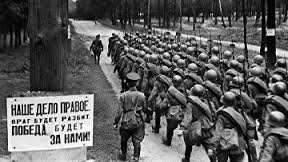 НАШЕ ДЕЛО ПРАВОЕ.
ВРАГ БУДЕТ РАЗБИТ
ПОБЕДА БУДЕТ
ЗА НАМИ!